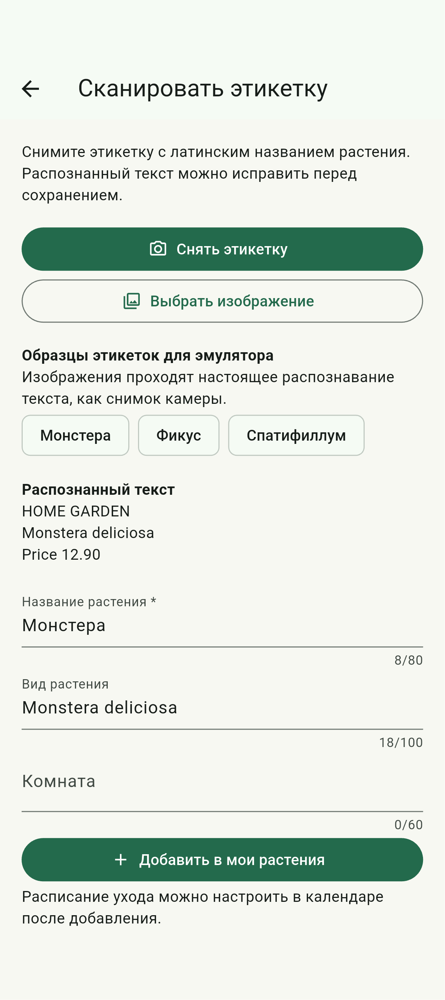 Сканировать этикетку
Снимите этикетку с латинским названием растения.
Распознанный текст можно исправить перед
сохранением.
Снять этикетку
Выбрать изображение
Образцы этикеток для эмулятора
Изображения проходят настоящее распознавание
текста, как снимок камеры.
Монстера Фикус Спатифиллум
Распознанный текст
HOME GARDEN
Monstera deliciosa
Price 12.90
Название растения *
Монстера
8/80
Вид растения
Monstera deliciosa
18/100
Комната
0/60
Добавить в мои растения
Расписание ухода можно настроить в календаре
после добавления.